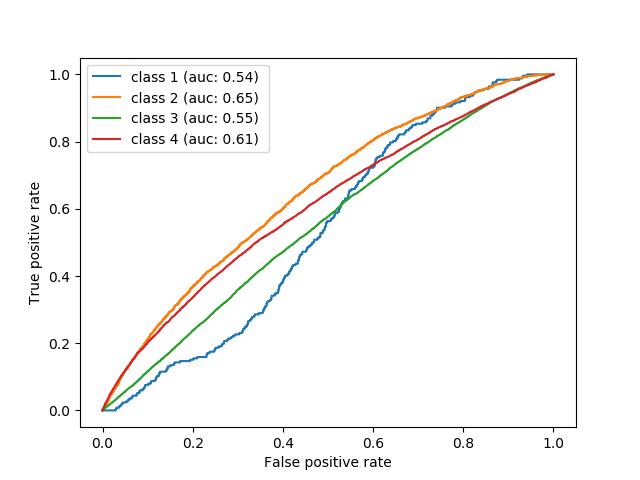 class 1 (auc: 0.54)
class 2 (auc: 0.65)
class 3 (auc: 0.55)
class 4 (auc: 0.61)
True positive rate
1.0
0.8
0.6
0.4
0.2
0.0
0.0 0.2 0.4 0.6 0.8 1.0
False positive rate